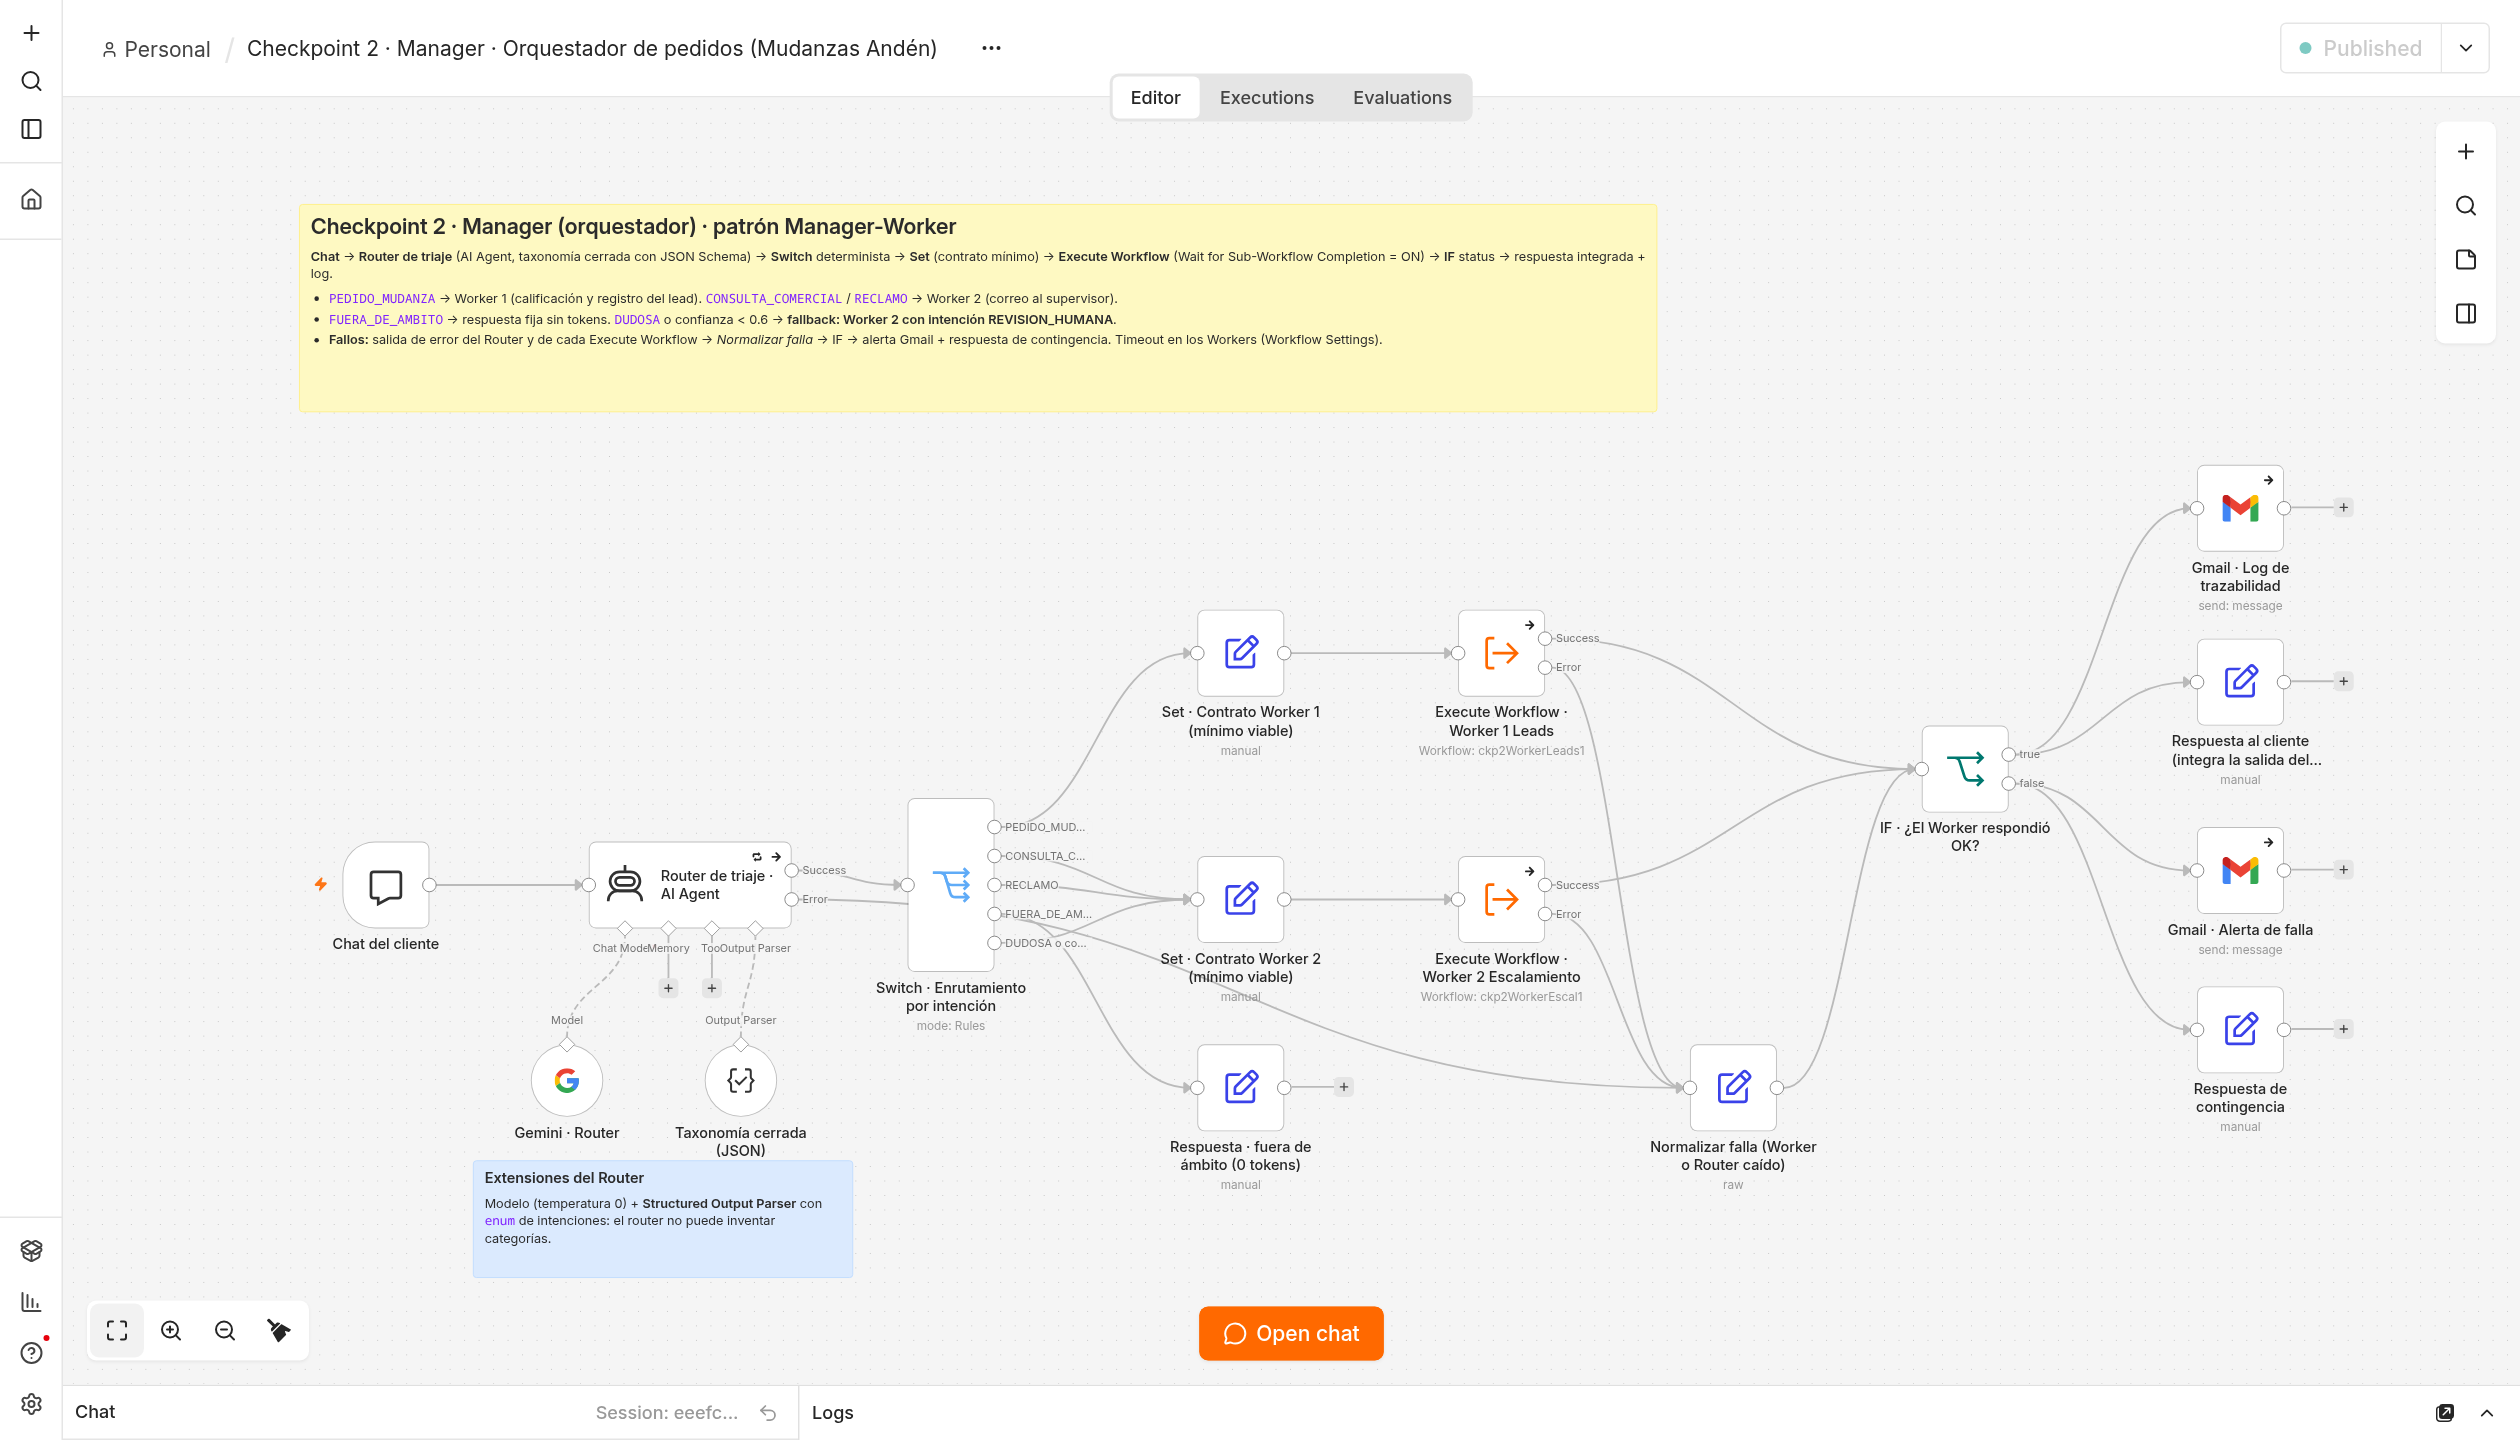 Personal / Checkpoint 2 · Manager · Orquestador de pedidos (Mudanzas Andén) ···
Published
Editor Executions Evaluations
Checkpoint 2 · Manager (orquestador) · patrón Manager-Worker
Chat → Router de triaje (AI Agent, taxonomía cerrada con JSON Schema) → Switch determinista → Set (contrato mínimo) → Execute Workflow (Wait for Sub-Workflow Completion = ON) → IF status → respuesta integrada +
log.
• PEDIDO_MUDANZA → Worker 1 (calificación y registro del lead). CONSULTA_COMERCIAL / RECLAMO → Worker 2 (correo al supervisor).
• FUERA_DE_AMBITO → respuesta fija sin tokens. DUDOSA o confianza < 0.6 → fallback: Worker 2 con intención REVISION_HUMANA.
• Fallos: salida de error del Router y de cada Execute Workflow → Normalizar falla → IF → alerta Gmail + respuesta de contingencia. Timeout en los Workers (Workflow Settings).
Chat del cliente
Router de triaje ·
AI Agent
Success
Error
Chat Mode
Memory
Too
Output Parser
Model
Output Parser
Gemini · Router
Taxonomía cerrada
(JSON)
Extensiones del Router
Modelo (temperatura 0) + Structured Output Parser con
enum de intenciones: el router no puede inventar
categorías.
PEDIDO_MUD...
CONSULTA_C...
RECLAMO
FUERA_DE_AM...
DUDOSA o co...
Switch · Enrutamiento
por intención
mode: Rules
Set · Contrato Worker 1
(mínimo viable)
manual
Success
Error
Execute Workflow ·
Worker 1 Leads
Workflow: ckp2WorkerLeads1
Set · Contrato Worker 2
(mínimo viable)
manual
Success
Error
Execute Workflow ·
Worker 2 Escalamiento
Workflow: ckp2WorkerEscal1
Respuesta · fuera de
ámbito (0 tokens)
manual
Normalizar falla (Worker
o Router caído)
raw
true
false
IF · ¿El Worker respondió
OK?
Gmail · Log de
trazabilidad
send: message
Respuesta al cliente
(integra la salida del...
manual
Gmail · Alerta de falla
send: message
Respuesta de
contingencia
manual
Open chat
Chat
Session: eeefc...
Logs